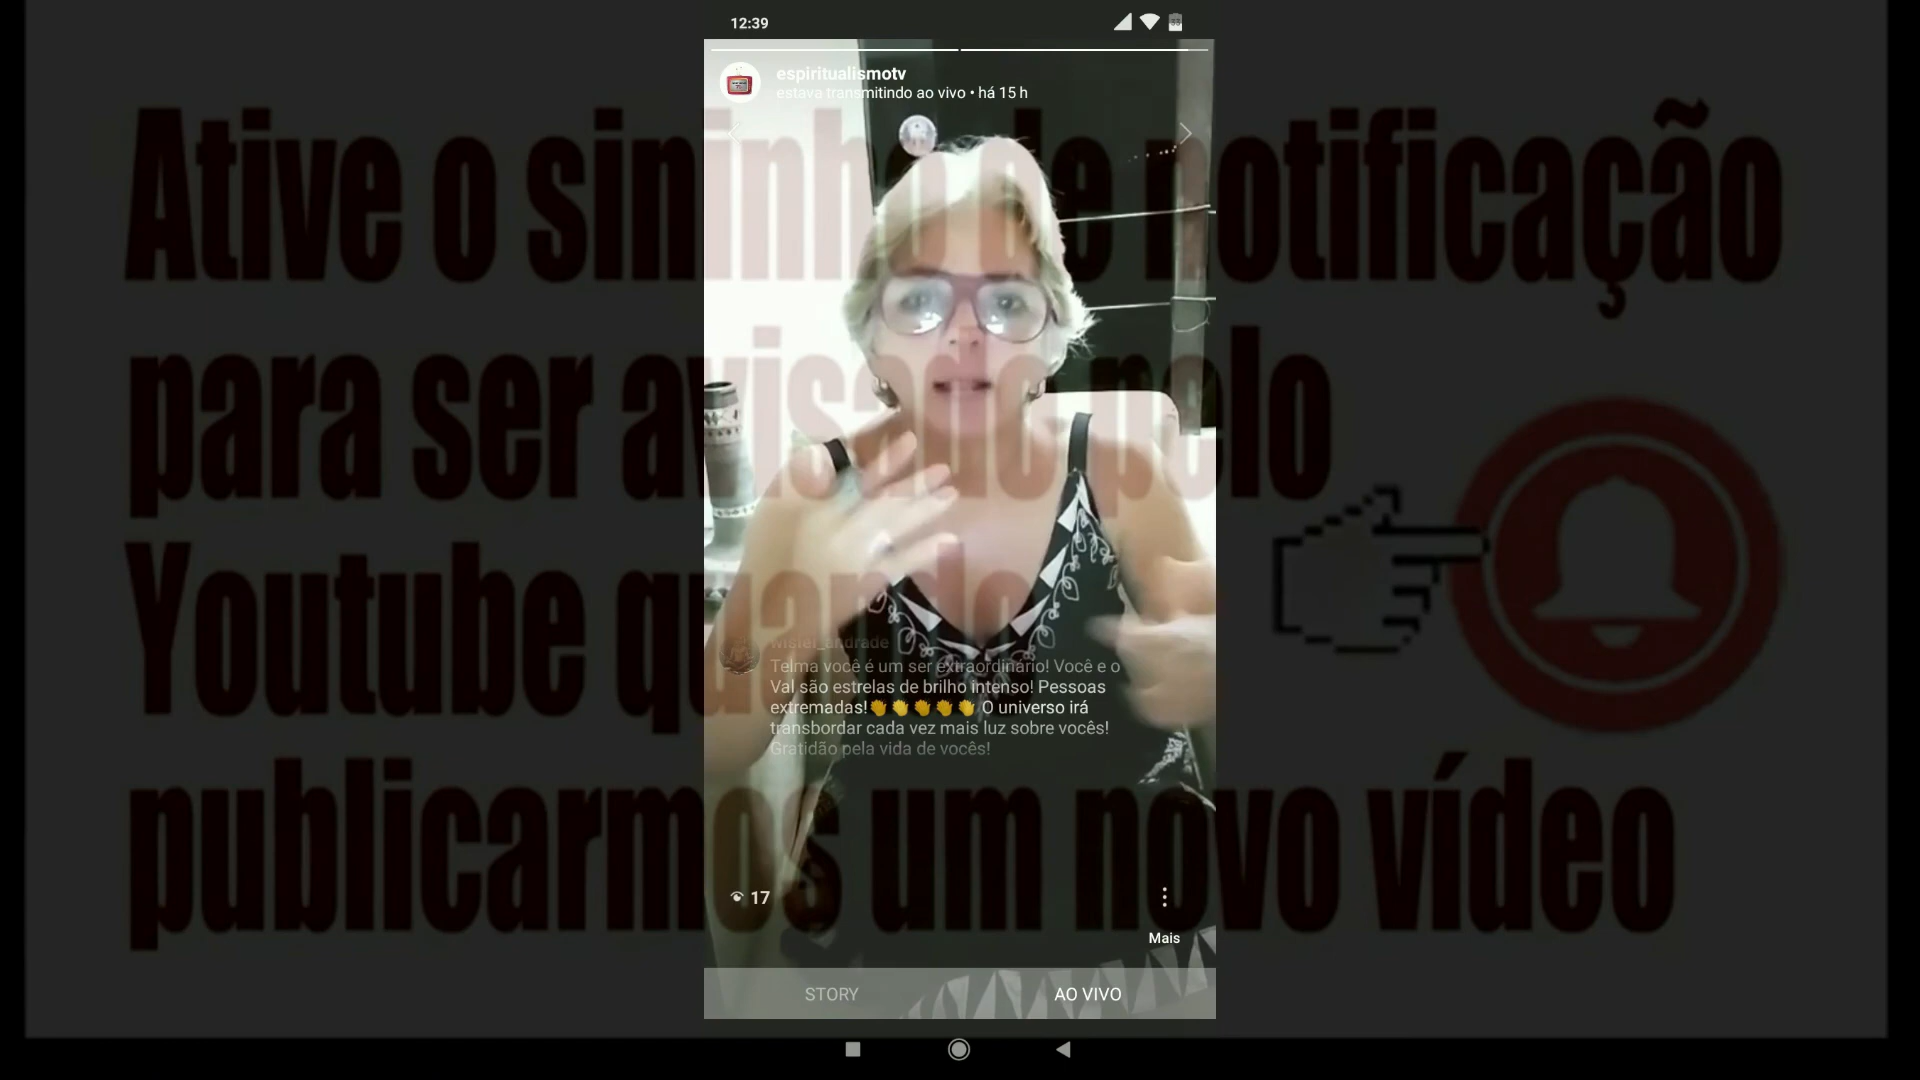 12:39
espiritualismotv
estava transmitindo ao vivo • há 15 h
Ative o sininho de notificação
para ser avisado pelo
Youtube quando
publicarmos um novo vídeo
wislei_andrade
Telma você é um ser extraordinário! Você e o
Val são estrelas de brilho intenso! Pessoas
extremadas!👏👏👏👏👏 O universo irá
transbordar cada vez mais luz sobre vocês!
Gratidão pela vida de vocês!
17
Mais
STORY
AO VIVO